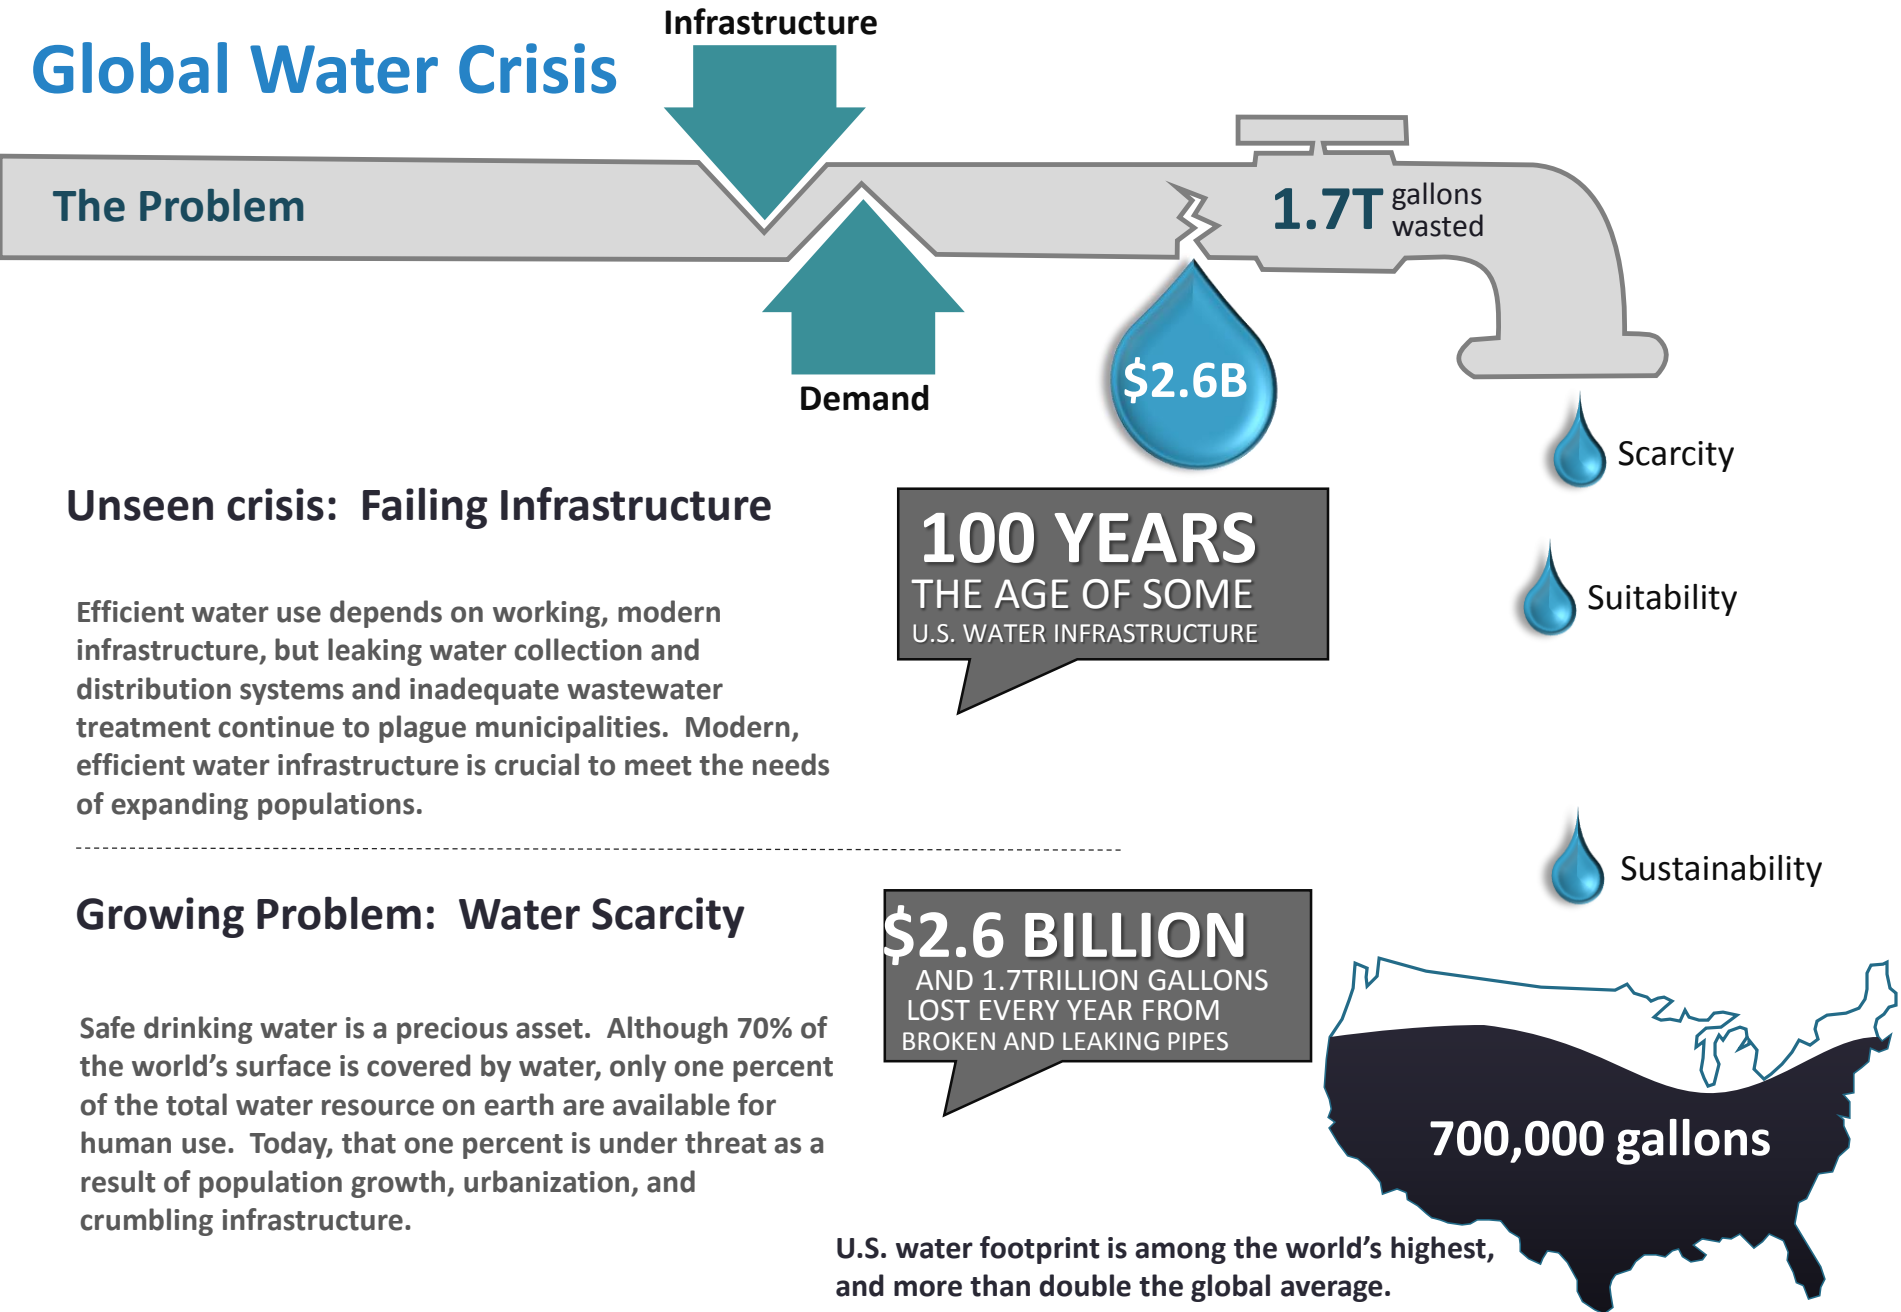 Global Water Crisis
Infrastructure
The Problem
1.7T gallons
wasted
$2.6B
Demand
Scarcity
Suitability
Sustainability
Unseen crisis:  Failing Infrastructure
Efficient water use depends on working, modern
infrastructure, but leaking water collection and
distribution systems and inadequate wastewater
treatment continue to plague municipalities.  Modern,
efficient water infrastructure is crucial to meet the needs
of expanding populations.
100 YEARS
THE AGE OF SOME
U.S. WATER INFRASTRUCTURE
Growing Problem:  Water Scarcity
Safe drinking water is a precious asset.  Although 70% of
the world’s surface is covered by water, only one percent
of the total water resource on earth are available for
human use.  Today, that one percent is under threat as a
result of population growth, urbanization, and
crumbling infrastructure.
$2.6 BILLION
AND 1.7TRILLION GALLONS
LOST EVERY YEAR FROM
BROKEN AND LEAKING PIPES
700,000 gallons
U.S. water footprint is among the world’s highest,
and more than double the global average.